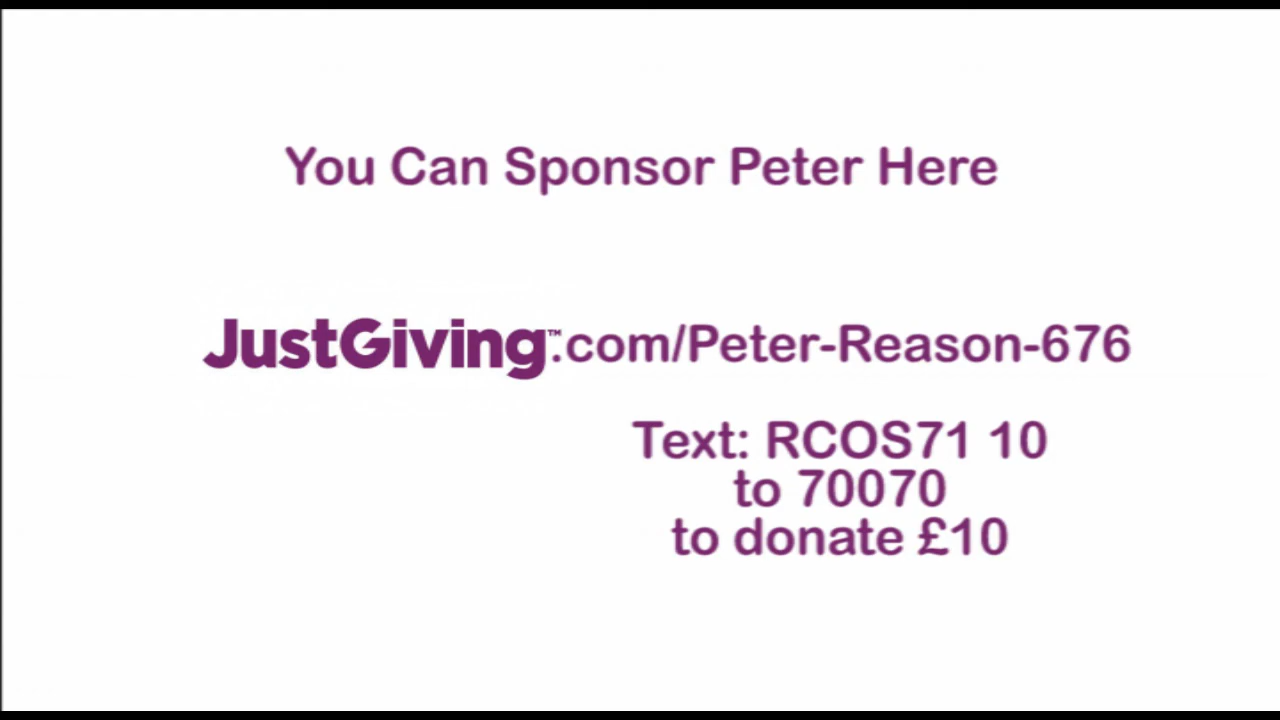 You Can Sponsor Peter Here
JustGiving™.com/Peter-Reason-676
Text: RCOS71 10
to 70070
to donate £10